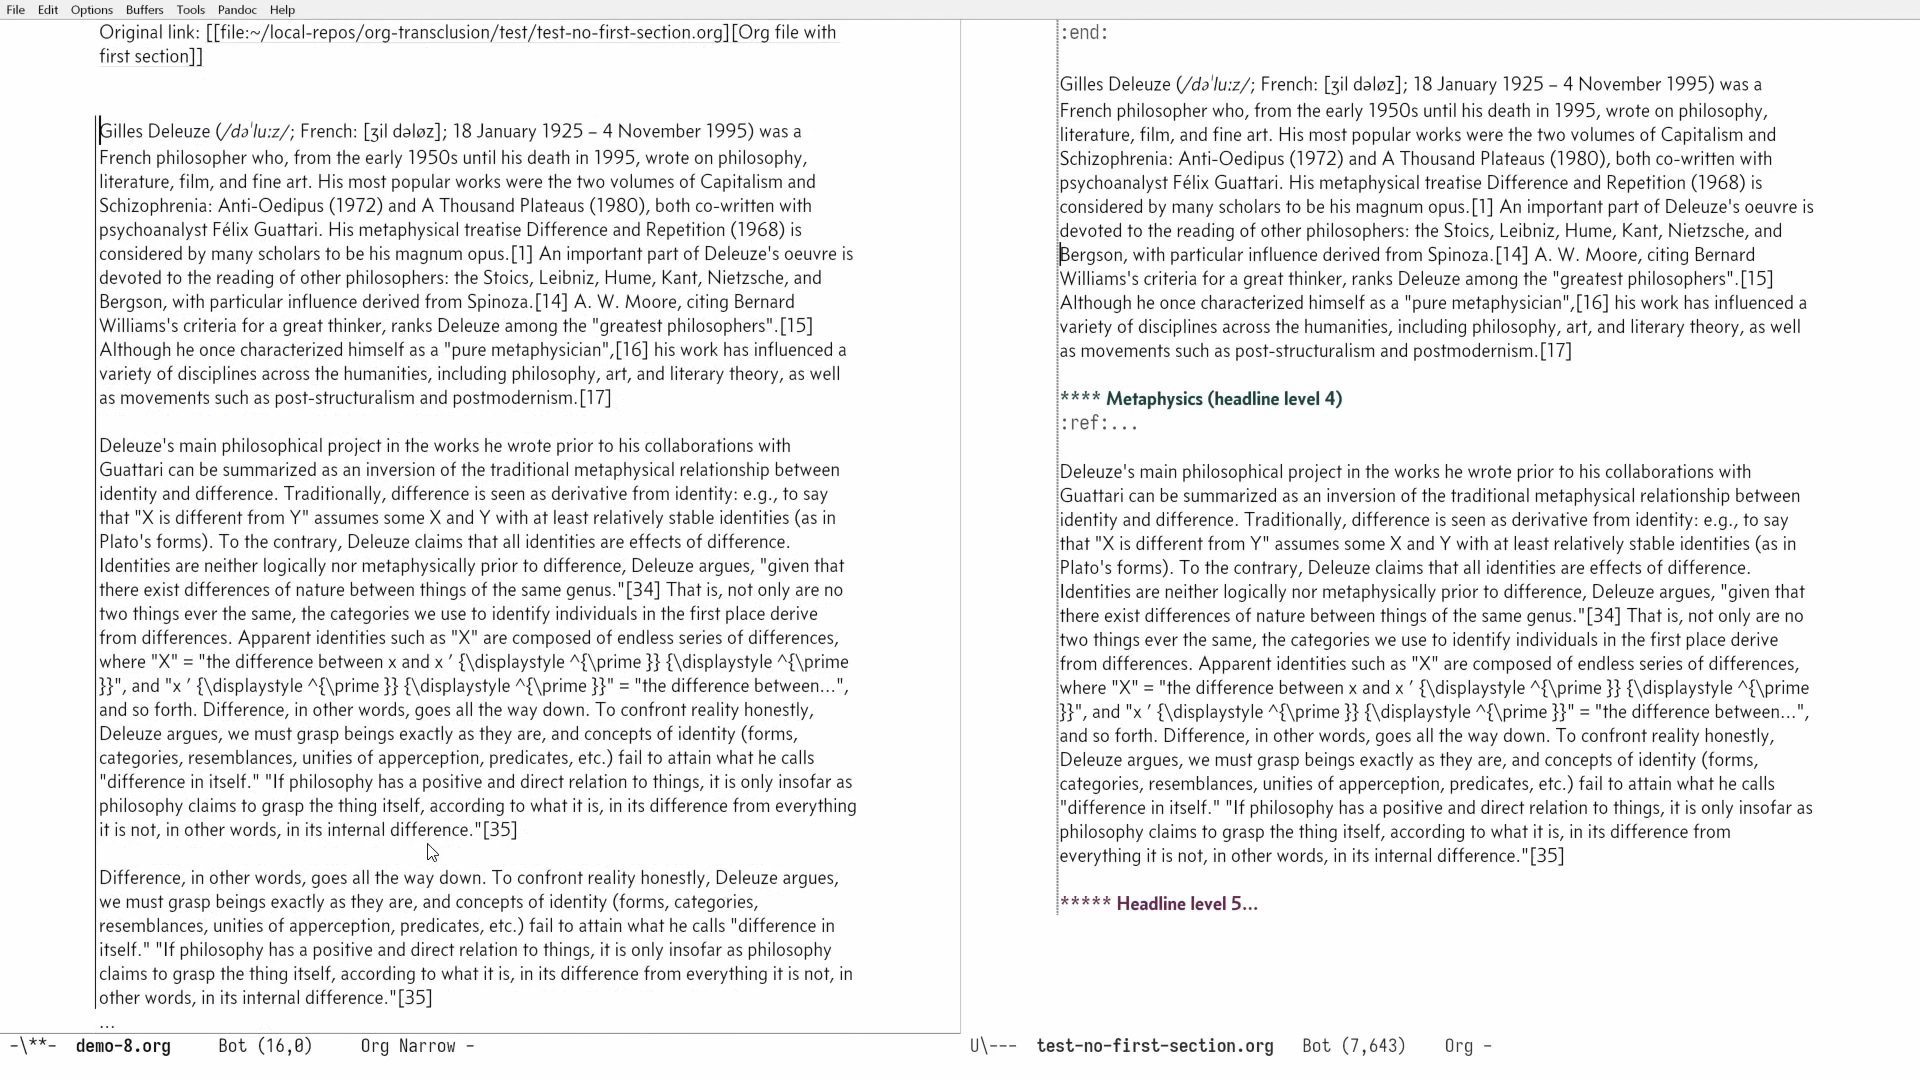 File Edit Options Buffers Tools Pandoc Help
Original link: [[file:~/local-repos/org-transclusion/test/test-no-first-section.org][Org file with
first section]]
Gilles Deleuze (/dəˈluːz/; French: [ʒil dəløz]; 18 January 1925 – 4 November 1995) was a
French philosopher who, from the early 1950s until his death in 1995, wrote on philosophy,
literature, film, and fine art. His most popular works were the two volumes of Capitalism and
Schizophrenia: Anti-Oedipus (1972) and A Thousand Plateaus (1980), both co-written with
psychoanalyst Félix Guattari. His metaphysical treatise Difference and Repetition (1968) is
considered by many scholars to be his magnum opus.[1] An important part of Deleuze's oeuvre is
devoted to the reading of other philosophers: the Stoics, Leibniz, Hume, Kant, Nietzsche, and
Bergson, with particular influence derived from Spinoza.[14] A. W. Moore, citing Bernard
Williams's criteria for a great thinker, ranks Deleuze among the "greatest philosophers".[15]
Although he once characterized himself as a "pure metaphysician",[16] his work has influenced a
variety of disciplines across the humanities, including philosophy, art, and literary theory, as well
as movements such as post-structuralism and postmodernism.[17]
Deleuze's main philosophical project in the works he wrote prior to his collaborations with
Guattari can be summarized as an inversion of the traditional metaphysical relationship between
identity and difference. Traditionally, difference is seen as derivative from identity: e.g., to say
that "X is different from Y" assumes some X and Y with at least relatively stable identities (as in
Plato's forms). To the contrary, Deleuze claims that all identities are effects of difference.
Identities are neither logically nor metaphysically prior to difference, Deleuze argues, "given that
there exist differences of nature between things of the same genus."[34] That is, not only are no
two things ever the same, the categories we use to identify individuals in the first place derive
from differences. Apparent identities such as "X" are composed of endless series of differences,
where "X" = "the difference between x and x ′ {\displaystyle ^{\prime }} {\displaystyle ^{\prime
}}", and "x ′ {\displaystyle ^{\prime }} {\displaystyle ^{\prime }}" = "the difference between...",
and so forth. Difference, in other words, goes all the way down. To confront reality honestly,
Deleuze argues, we must grasp beings exactly as they are, and concepts of identity (forms,
categories, resemblances, unities of apperception, predicates, etc.) fail to attain what he calls
"difference in itself." "If philosophy has a positive and direct relation to things, it is only insofar as
philosophy claims to grasp the thing itself, according to what it is, in its difference from everything
it is not, in other words, in its internal difference."[35]
Difference, in other words, goes all the way down. To confront reality honestly, Deleuze argues,
we must grasp beings exactly as they are, and concepts of identity (forms, categories,
resemblances, unities of apperception, predicates, etc.) fail to attain what he calls "difference in
itself." "If philosophy has a positive and direct relation to things, it is only insofar as philosophy
claims to grasp the thing itself, according to what it is, in its difference from everything it is not, in
other words, in its internal difference."[35]
...
-\**- demo-8.org Bot (16,0) Org Narrow -
:end:
Gilles Deleuze (/dəˈluːz/; French: [ʒil dəløz]; 18 January 1925 – 4 November 1995) was a
French philosopher who, from the early 1950s until his death in 1995, wrote on philosophy,
literature, film, and fine art. His most popular works were the two volumes of Capitalism and
Schizophrenia: Anti-Oedipus (1972) and A Thousand Plateaus (1980), both co-written with
psychoanalyst Félix Guattari. His metaphysical treatise Difference and Repetition (1968) is
considered by many scholars to be his magnum opus.[1] An important part of Deleuze's oeuvre is
devoted to the reading of other philosophers: the Stoics, Leibniz, Hume, Kant, Nietzsche, and
Bergson, with particular influence derived from Spinoza.[14] A. W. Moore, citing Bernard
Williams's criteria for a great thinker, ranks Deleuze among the "greatest philosophers".[15]
Although he once characterized himself as a "pure metaphysician",[16] his work has influenced a
variety of disciplines across the humanities, including philosophy, art, and literary theory, as well
as movements such as post-structuralism and postmodernism.[17]
**** Metaphysics (headline level 4)
:ref:...
Deleuze's main philosophical project in the works he wrote prior to his collaborations with
Guattari can be summarized as an inversion of the traditional metaphysical relationship between
identity and difference. Traditionally, difference is seen as derivative from identity: e.g., to say
that "X is different from Y" assumes some X and Y with at least relatively stable identities (as in
Plato's forms). To the contrary, Deleuze claims that all identities are effects of difference.
Identities are neither logically nor metaphysically prior to difference, Deleuze argues, "given that
there exist differences of nature between things of the same genus."[34] That is, not only are no
two things ever the same, the categories we use to identify individuals in the first place derive
from differences. Apparent identities such as "X" are composed of endless series of differences,
where "X" = "the difference between x and x ′ {\displaystyle ^{\prime }} {\displaystyle ^{\prime
}}", and "x ′ {\displaystyle ^{\prime }} {\displaystyle ^{\prime }}" = "the difference between...",
and so forth. Difference, in other words, goes all the way down. To confront reality honestly,
Deleuze argues, we must grasp beings exactly as they are, and concepts of identity (forms,
categories, resemblances, unities of apperception, predicates, etc.) fail to attain what he calls
"difference in itself." "If philosophy has a positive and direct relation to things, it is only insofar as
philosophy claims to grasp the thing itself, according to what it is, in its difference from
everything it is not, in other words, in its internal difference."[35]
***** Headline level 5...
U\--- test-no-first-section.org Bot (7,643) Org -